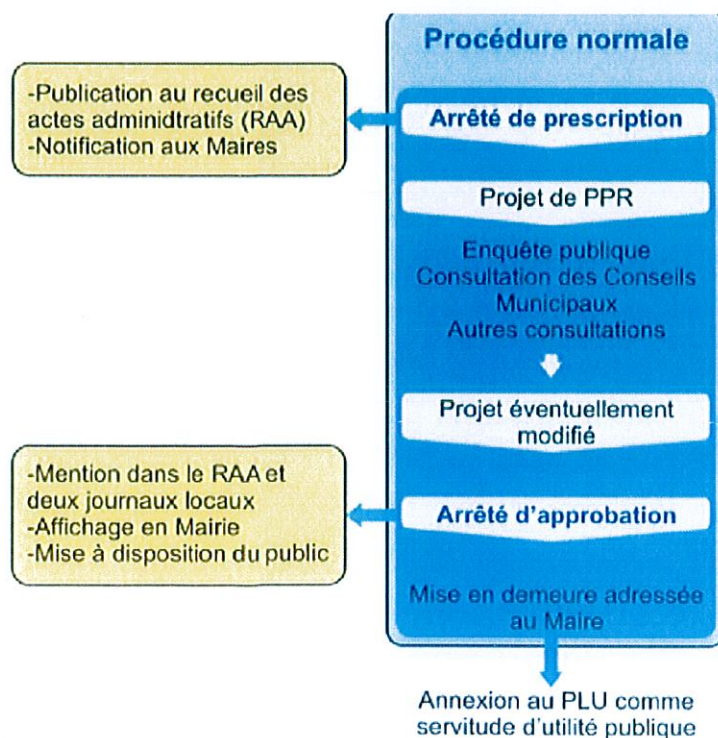 Procédure normale
-Publication au recueil des
actes adminidtratifs (RAA)
-Notification aux Maires
Arrêté de prescription
Projet de PPR
Enquête publique
Consultation des Conseils
Municipaux
Autres consultations
Projet éventuellement
modifié
-Mention dans le RAA et
deux journaux locaux
-Affichage en Mairie
-Mise à disposition du public
Arrêté d'approbation
Mise en demeure adressée
au Maire
Annexion au PLU comme
servitude d'utilité publique